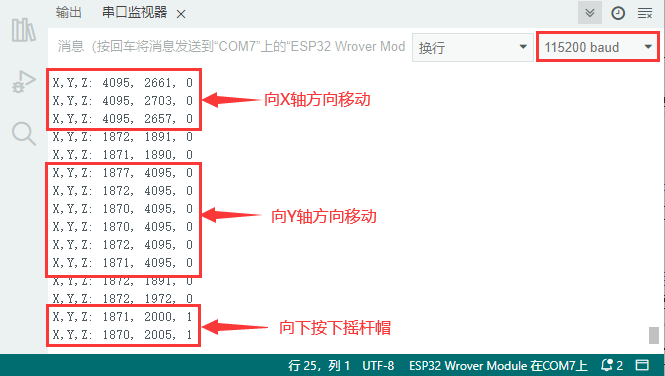 输出 串口监视器
消息（按回车将消息发送到“COM7”上的“ESP32 Wrover Mod 换行 115200 baud
X,Y,Z: 4095, 2661, 0
X,Y,Z: 4095, 2703, 0
向X轴方向移动
X,Y,Z: 4095, 2657, 0
X,Y,Z: 1872, 1891, 0
X,Y,Z: 1871, 1890, 0
X,Y,Z: 1877, 4095, 0
X,Y,Z: 1872, 4095, 0
X,Y,Z: 1870, 4095, 0
向Y轴方向移动
X,Y,Z: 1870, 4095, 0
X,Y,Z: 1872, 4095, 0
X,Y,Z: 1871, 4095, 0
X,Y,Z: 1872, 1891, 0
X,Y,Z: 1872, 1972, 0
X,Y,Z: 1871, 2000, 1
向下按下摇杆帽
X,Y,Z: 1870, 2005, 1
行 25，列 1 UTF-8 ESP32 Wrover Module 在COM7上 2